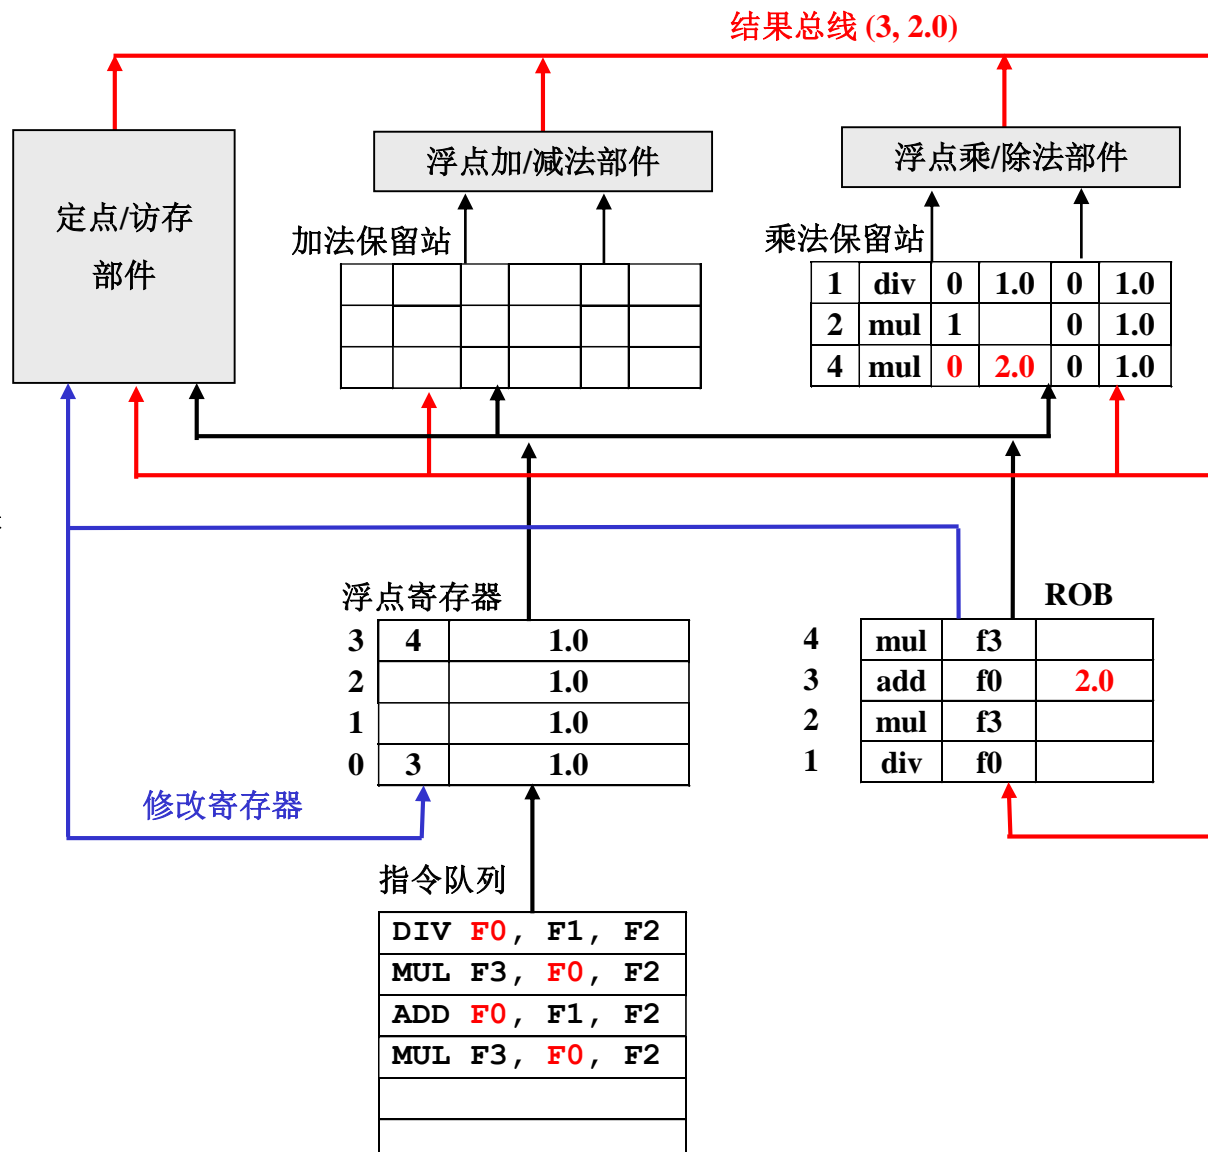 结果总线 (3, 2.0)
定点/访存
部件
浮点加/减法部件
浮点乘/除法部件
加法保留站
乘法保留站
1 div 0 1.0 0 1.0
2 mul 1 0 1.0
4 mul 0 2.0 0 1.0
浮点寄存器
3 4 1.0
2 1.0
1 1.0
0 3 1.0
ROB
4 mul f3
3 add f0 2.0
2 mul f3
1 div f0
修改寄存器
指令队列
DIV F0, F1, F2
MUL F3, F0, F2
ADD F0, F1, F2
MUL F3, F0, F2